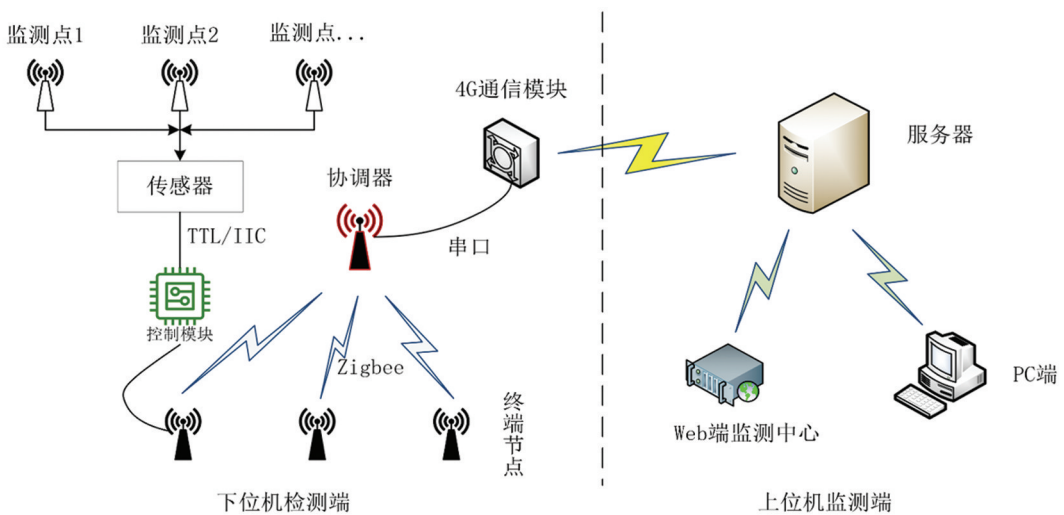 监测点1
监测点2
监测点...
4G通信模块
服务器
传感器
协调器
TTL/IIC
串口
控制模块
Zigbee
终端节点
PC端
Web端监测中心
下位机检测端
上位机监测端